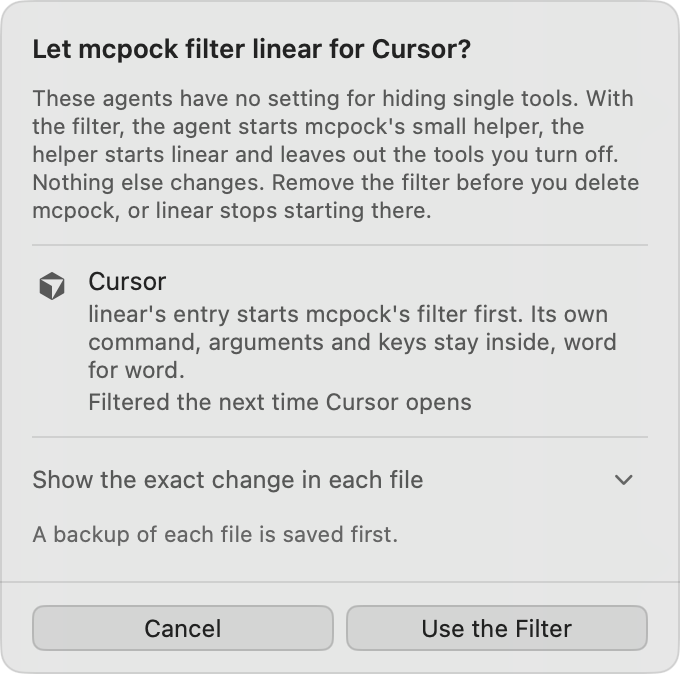 Let mcpock filter linear for Cursor?
These agents have no setting for hiding single tools. With
the filter, the agent starts mcpock's small helper, the
helper starts linear and leaves out the tools you turn off.
Nothing else changes. Remove the filter before you delete
mcpock, or linear stops starting there.
Cursor
linear's entry starts mcpock's filter first. Its own
command, arguments and keys stay inside, word
for word.
Filtered the next time Cursor opens
Show the exact change in each file
A backup of each file is saved first.
Cancel
Use the Filter